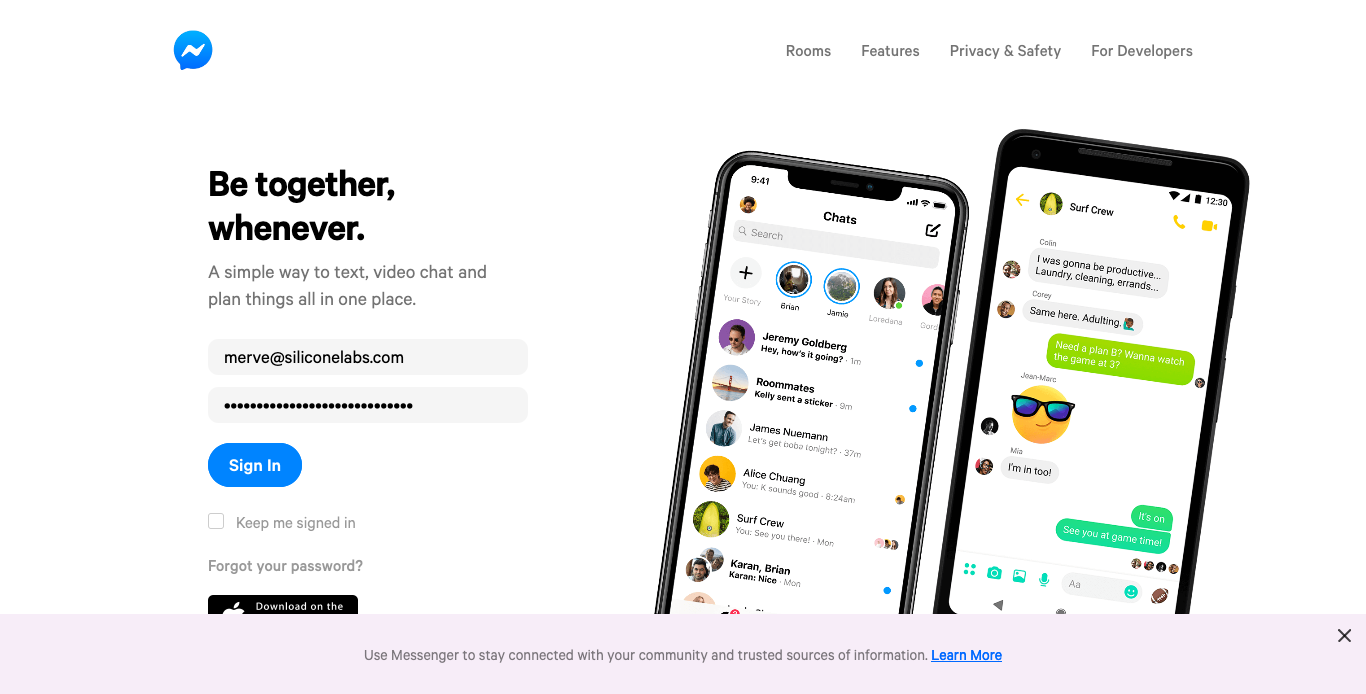 Rooms
Features
Privacy & Safety
For Developers
Be together,
whenever.
A simple way to text, video chat and
plan things all in one place.
merve@siliconelabs.com
••••••••••••••••••••••••••••••
Sign In
Keep me signed in
Forgot your password?
Download on the
9:41
Chats
Search
Your Story
Brian
Jamie
Loredana
Gord
Jeremy Goldberg
Hey, how's it going? · 1m
Roommates
Kelly sent a sticker · 9m
James Nuemann
Let's get boba tonight? · 37m
Alice Chuang
You: K sounds good · 8:24am
Surf Crew
You: See you there! · Mon
Karan, Brian
Karan: Nice · Mon
12:30
Surf Crew
Colin
I was gonna be productive...
Laundry, cleaning, errands...
Corey
Same here. Adulting.
Need a plan B? Wanna watch
the game at 3?
Jean-Marc
Mia
I'm in too!
It's on
See you at game time!
Aa
Use Messenger to stay connected with your community and trusted sources of information. Learn More